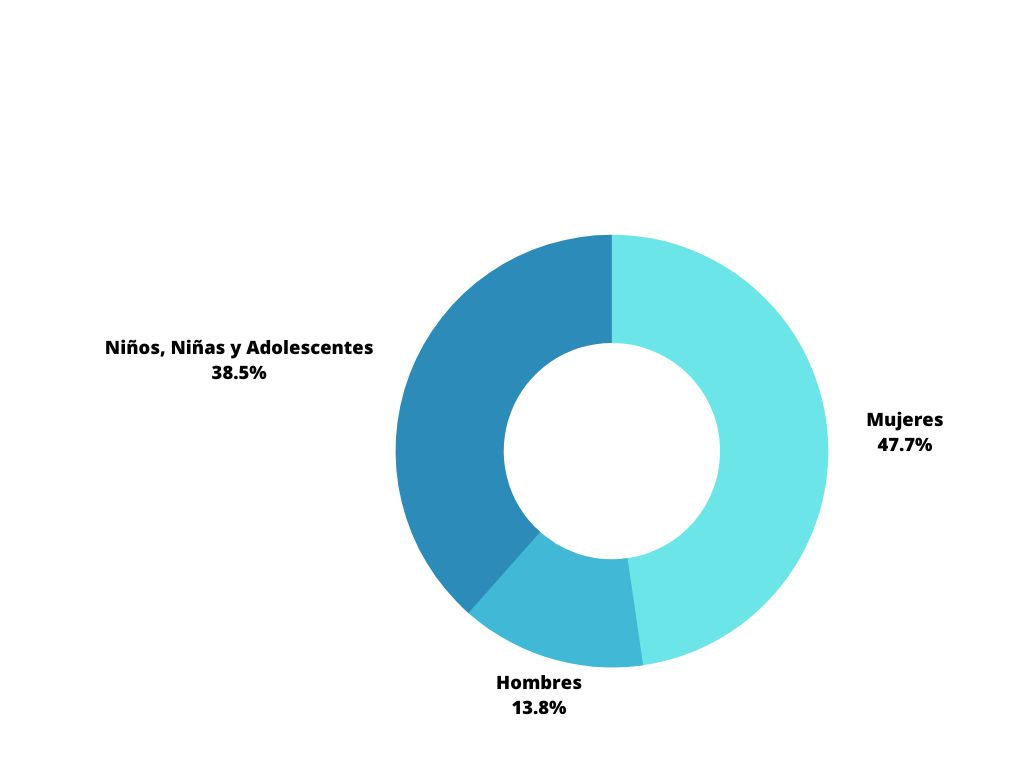 Niños, Niñas y Adolescentes
38.5%
Mujeres
47.7%
Hombres
13.8%